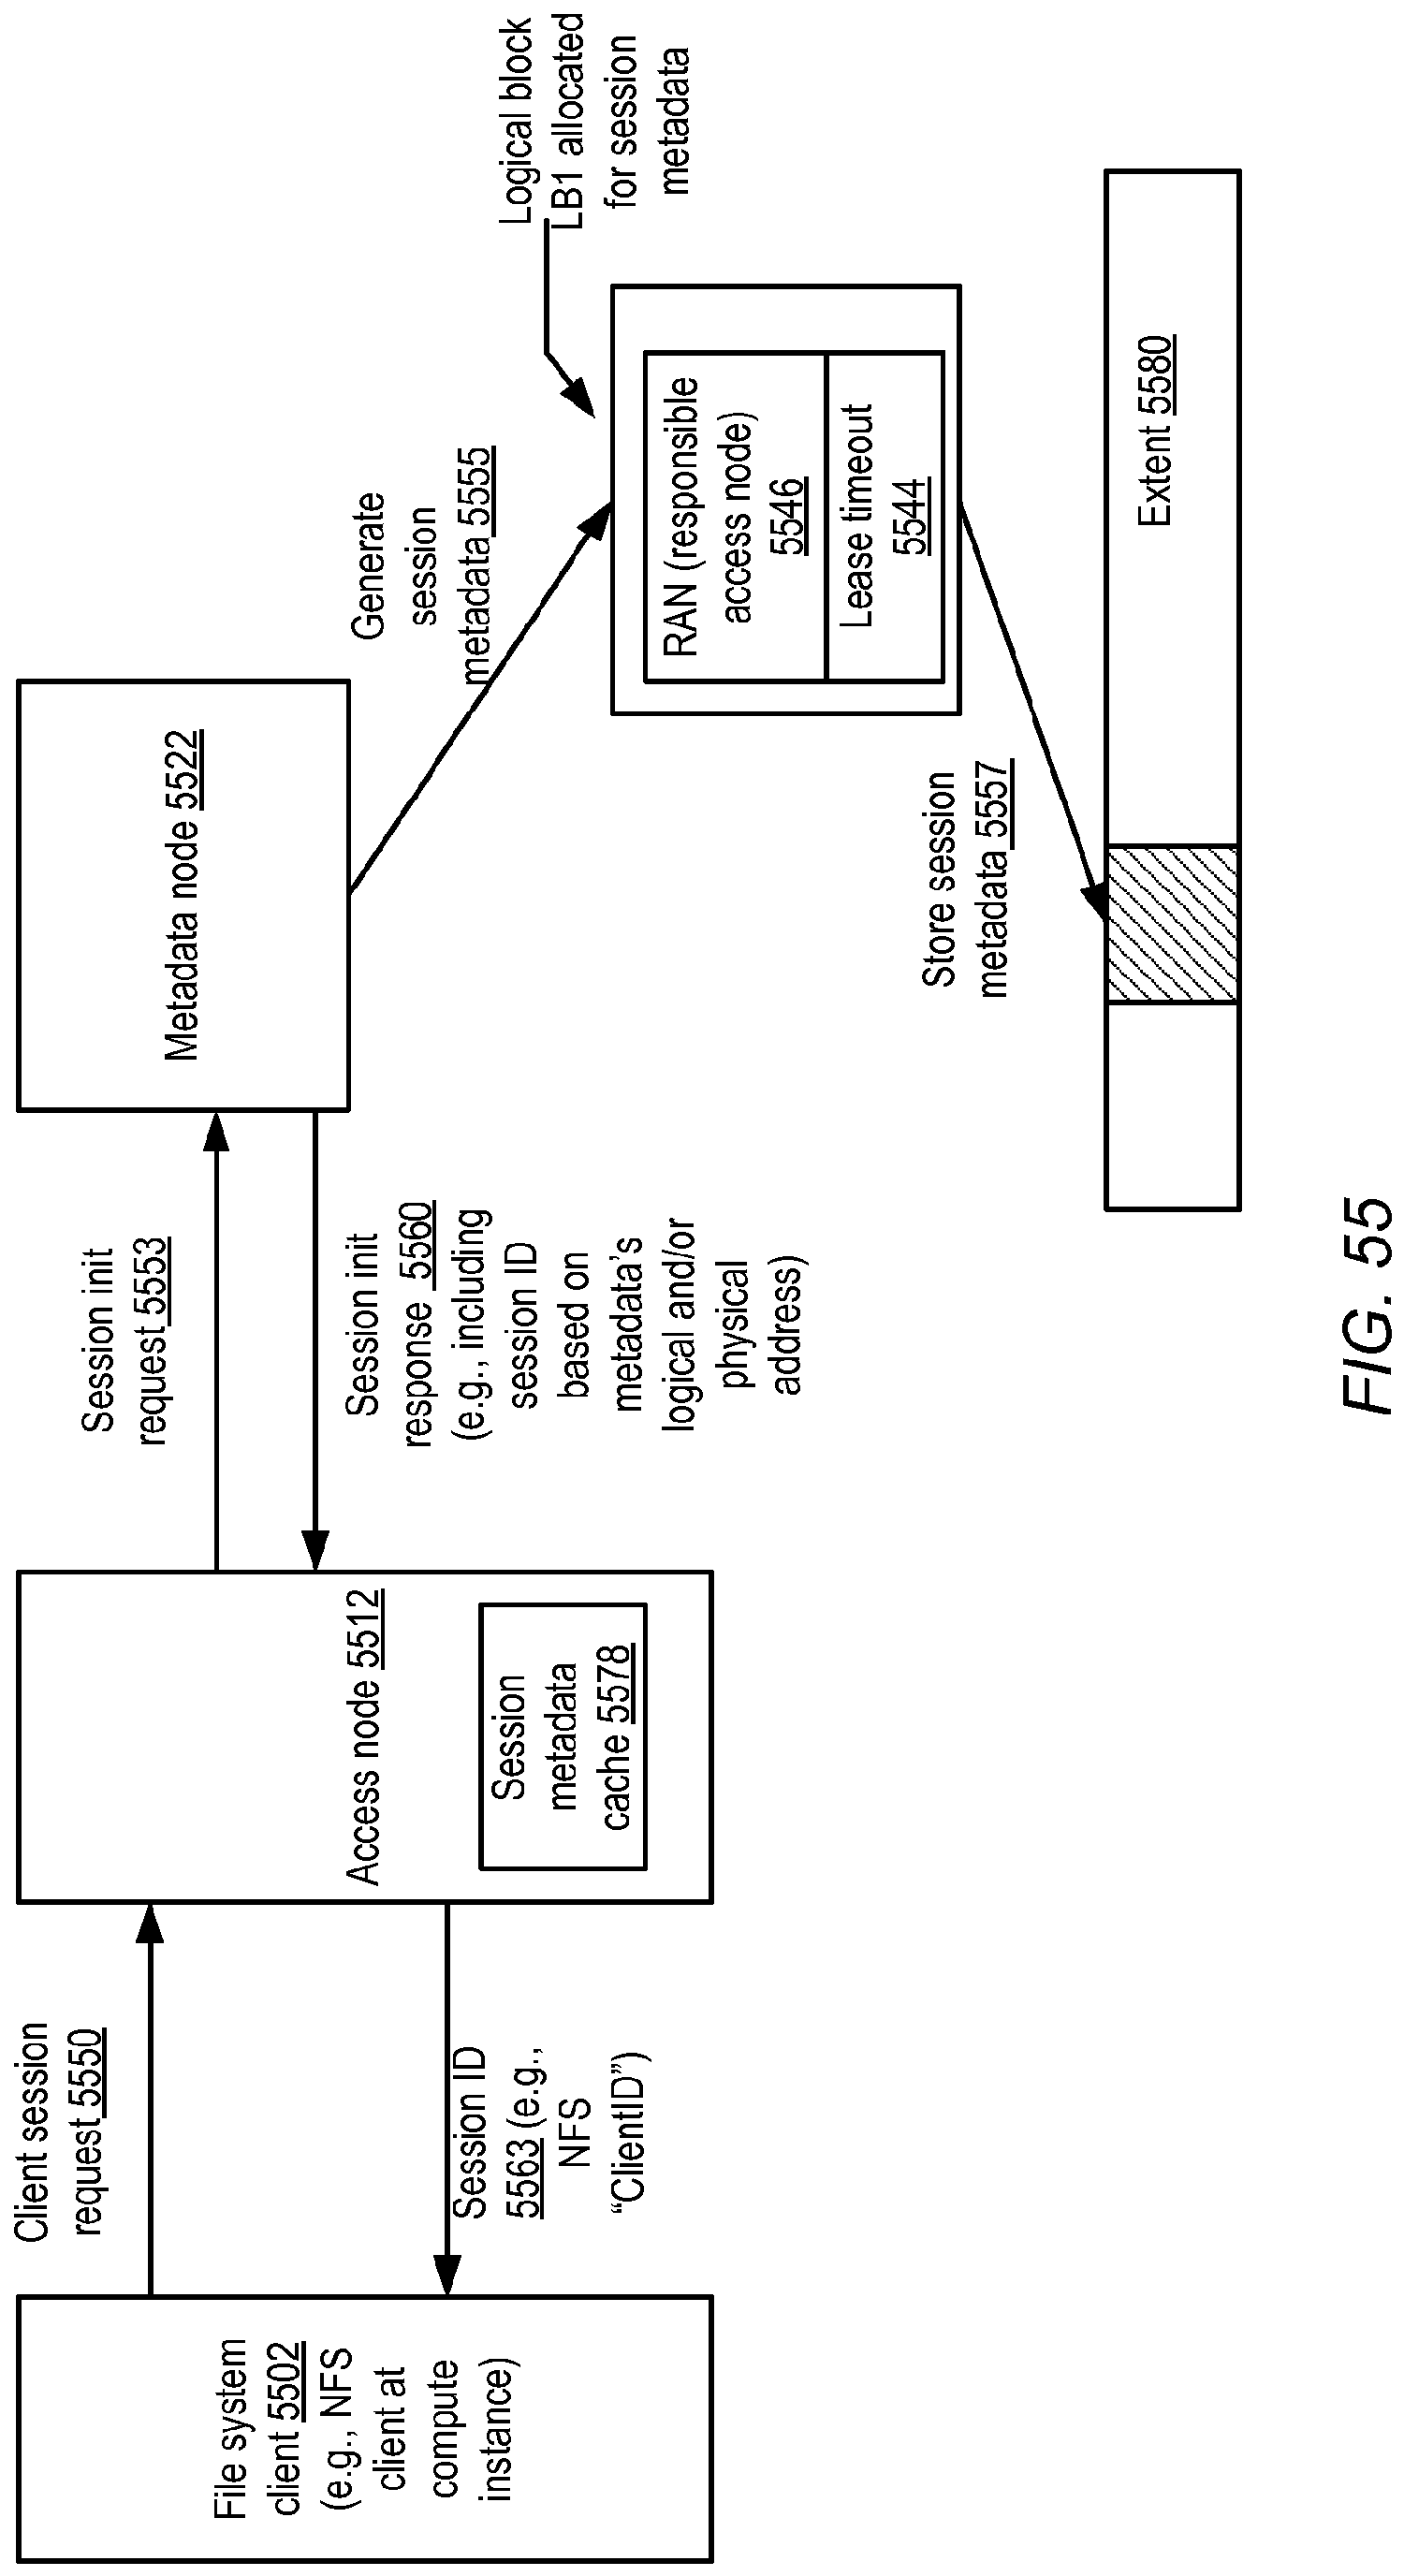 File system
client 5502
(e.g., NFS
client at
compute
instance)
Client session
request 5550
Session ID
5563 (e.g.,
NFS
“ClientID”)
Access node 5512
Session
metadata
cache 5578
Session init
request 5553
Session init
response 5560
(e.g., including
session ID
based on
metadata’s
logical and/or
physical
address)
Metadata node 5522
Generate
session
metadata 5555
Logical block
LB1 allocated
for session
metadata
RAN (responsible
access node)
5546
Lease timeout
5544
Store session
metadata 5557
Extent 5580
FIG. 55